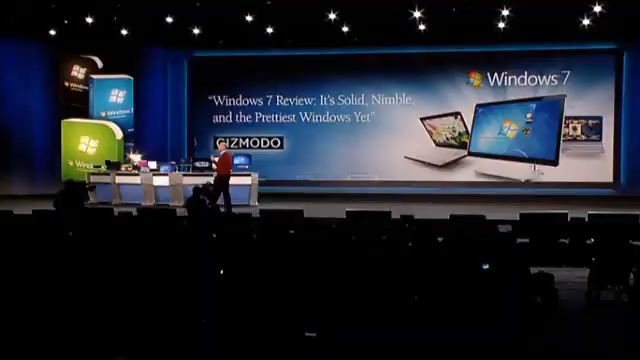 Windows 7
"Windows 7 Review: It's Solid, Nimble,
and the Prettiest Windows Yet"
GIZMODO